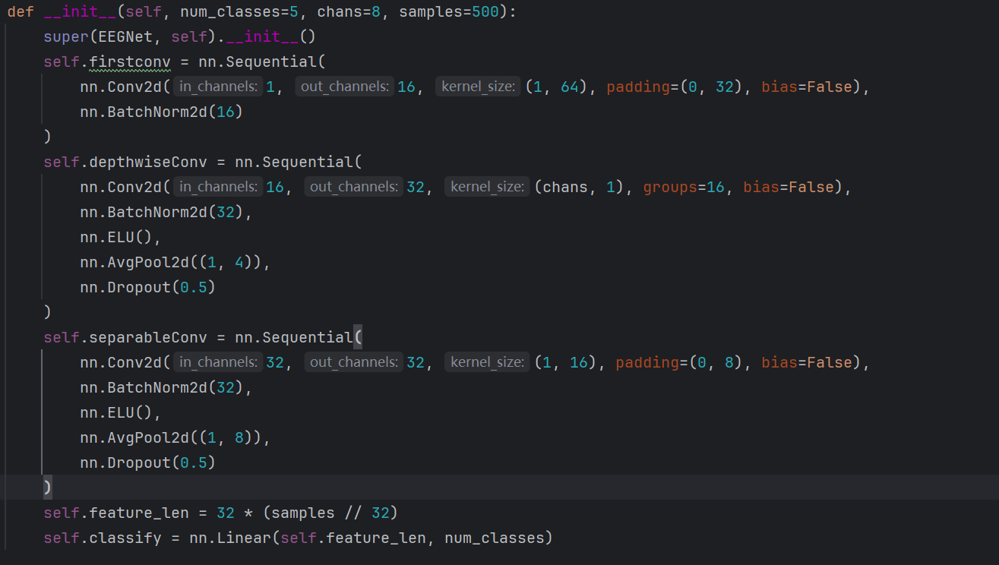 def __init__(self, num_classes=5, chans=8, samples=500):
    super(EEGNet, self).__init__()
    self.firstconv = nn.Sequential(
        nn.Conv2d( in_channels: 1, out_channels: 16, kernel_size: (1, 64), padding=(0, 32), bias=False),
        nn.BatchNorm2d(16)
    )
    self.depthwiseConv = nn.Sequential(
        nn.Conv2d( in_channels: 16, out_channels: 32, kernel_size: (chans, 1), groups=16, bias=False),
        nn.BatchNorm2d(32),
        nn.ELU(),
        nn.AvgPool2d((1, 4)),
        nn.Dropout(0.5)
    )
    self.separableConv = nn.Sequential(
        nn.Conv2d( in_channels: 32, out_channels: 32, kernel_size: (1, 16), padding=(0, 8), bias=False),
        nn.BatchNorm2d(32),
        nn.ELU(),
        nn.AvgPool2d((1, 8)),
        nn.Dropout(0.5)
    )
    self.feature_len = 32 * (samples // 32)
    self.classify = nn.Linear(self.feature_len, num_classes)